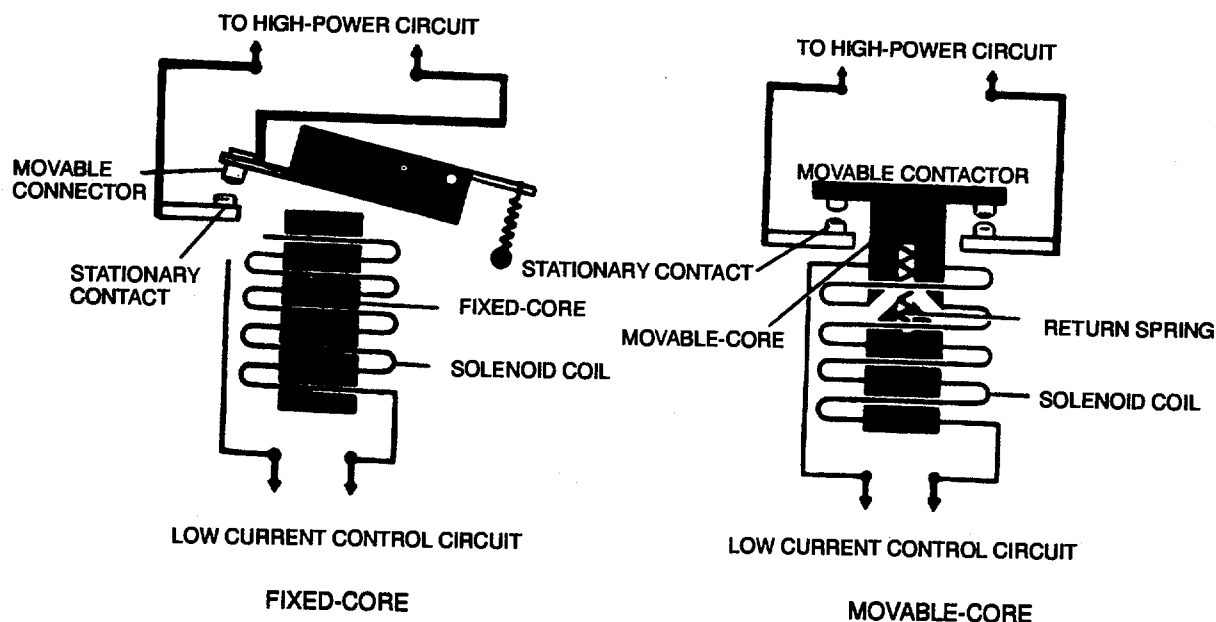 TO HIGH-POWER CIRCUIT
MOVABLE
CONNECTOR
STATIONARY
CONTACT
FIXED-CORE
SOLENOID COIL
LOW CURRENT CONTROL CIRCUIT
FIXED-CORE
TO HIGH-POWER CIRCUIT
MOVABLE CONTACTOR
STATIONARY CONTACT
MOVABLE-CORE
RETURN SPRING
SOLENOID COIL
LOW CURRENT CONTROL CIRCUIT
MOVABLE-CORE